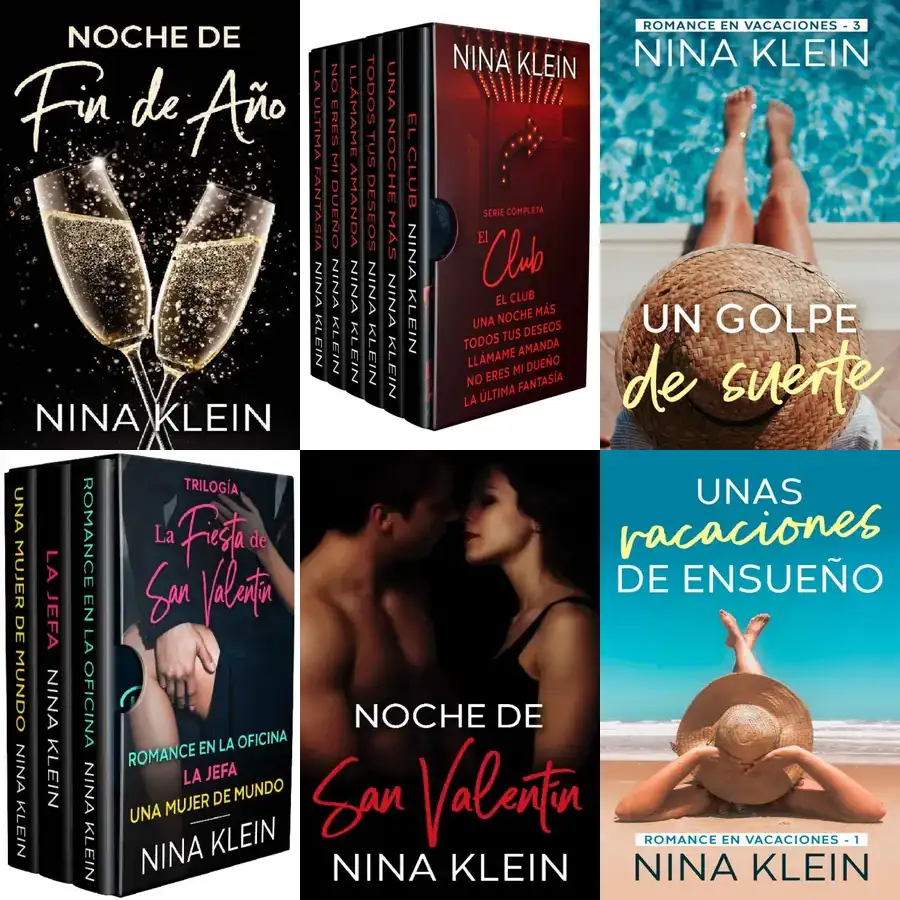 NOCHE DE
Fin de Año
NINA KLEIN
LA ÚLTIMA FANTASÍA NINA KLEIN
NO ERES MI DUEÑO NINA KLEIN
LLÁMAME AMANDA NINA KLEIN
TODOS TUS DESEOS NINA KLEIN
UNA NOCHE MÁS NINA KLEIN
EL CLUB NINA KLEIN
NINA KLEIN
SERIE COMPLETA
El
Club
EL CLUB
UNA NOCHE MÁS
TODOS TUS DESEOS
LLÁMAME AMANDA
NO ERES MI DUEÑO
LA ÚLTIMA FANTASÍA
ROMANCE EN VACACIONES - 3
NINA KLEIN
UN GOLPE
de suerte
UNA MUJER DE MUNDO NINA KLEIN
LA JEFA NINA KLEIN
ROMANCE EN LA OFICINA NINA KLEIN
TRILOGÍA
La Fiesta de
San Valentín
ROMANCE EN LA OFICINA
LA JEFA
UNA MUJER DE MUNDO
NINA KLEIN
NOCHE DE
San Valentín
NINA KLEIN
UNAS
vacaciones
DE ENSUEÑO
ROMANCE EN VACACIONES - 1
NINA KLEIN